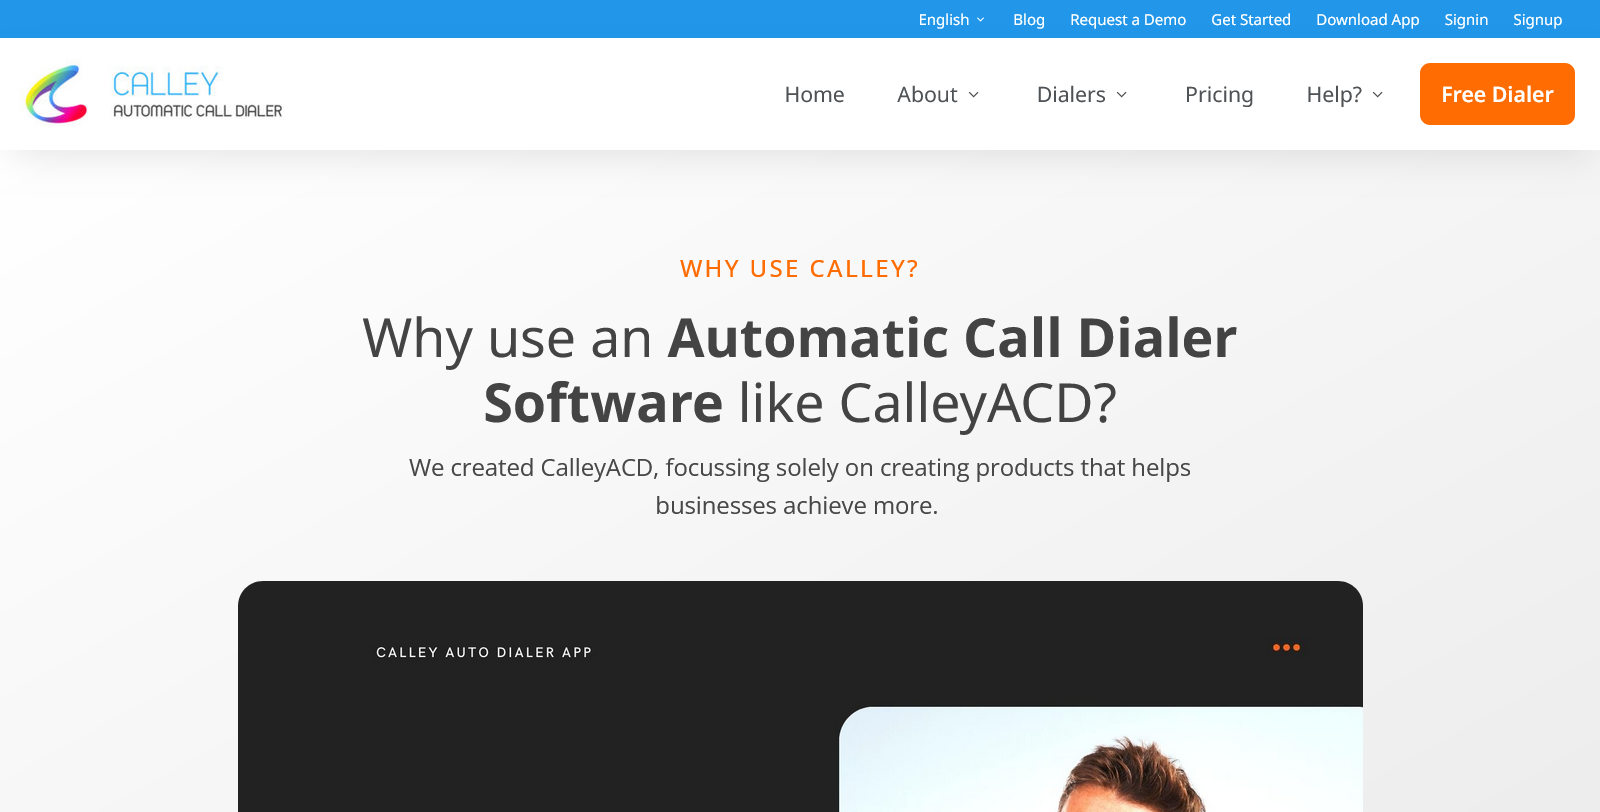 English
Blog
Request a Demo
Get Started
Download App
Signin
Signup
CALLEY
AUTOMATIC CALL DIALER
Home
About
Dialers
Pricing
Help?
Free Dialer
WHY USE CALLEY?
Why use an Automatic Call Dialer
Software like CalleyACD?
We created CalleyACD, focussing solely on creating products that helps
businesses achieve more.
CALLEY AUTO DIALER APP